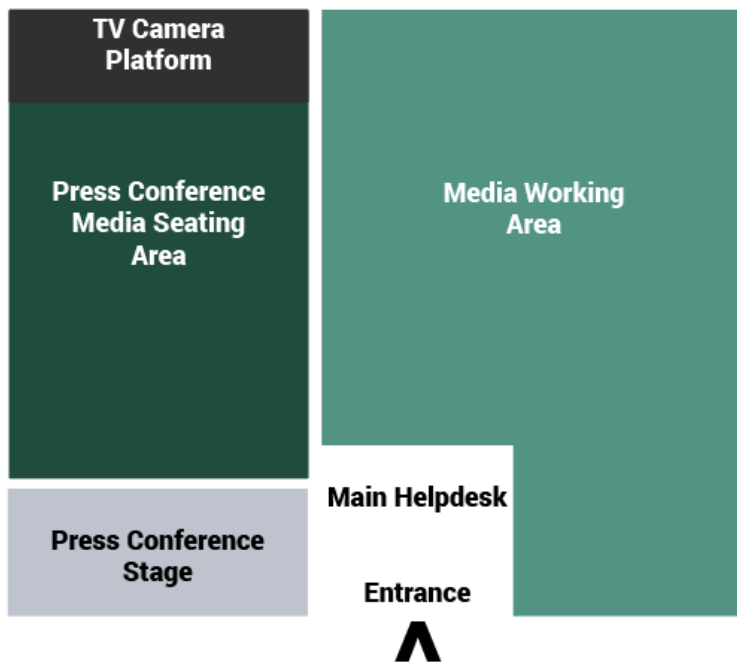 TV Camera
Platform
Press Conference
Media Seating
Area
Media Working
Area
Main Helpdesk
Press Conference
Stage
Entrance